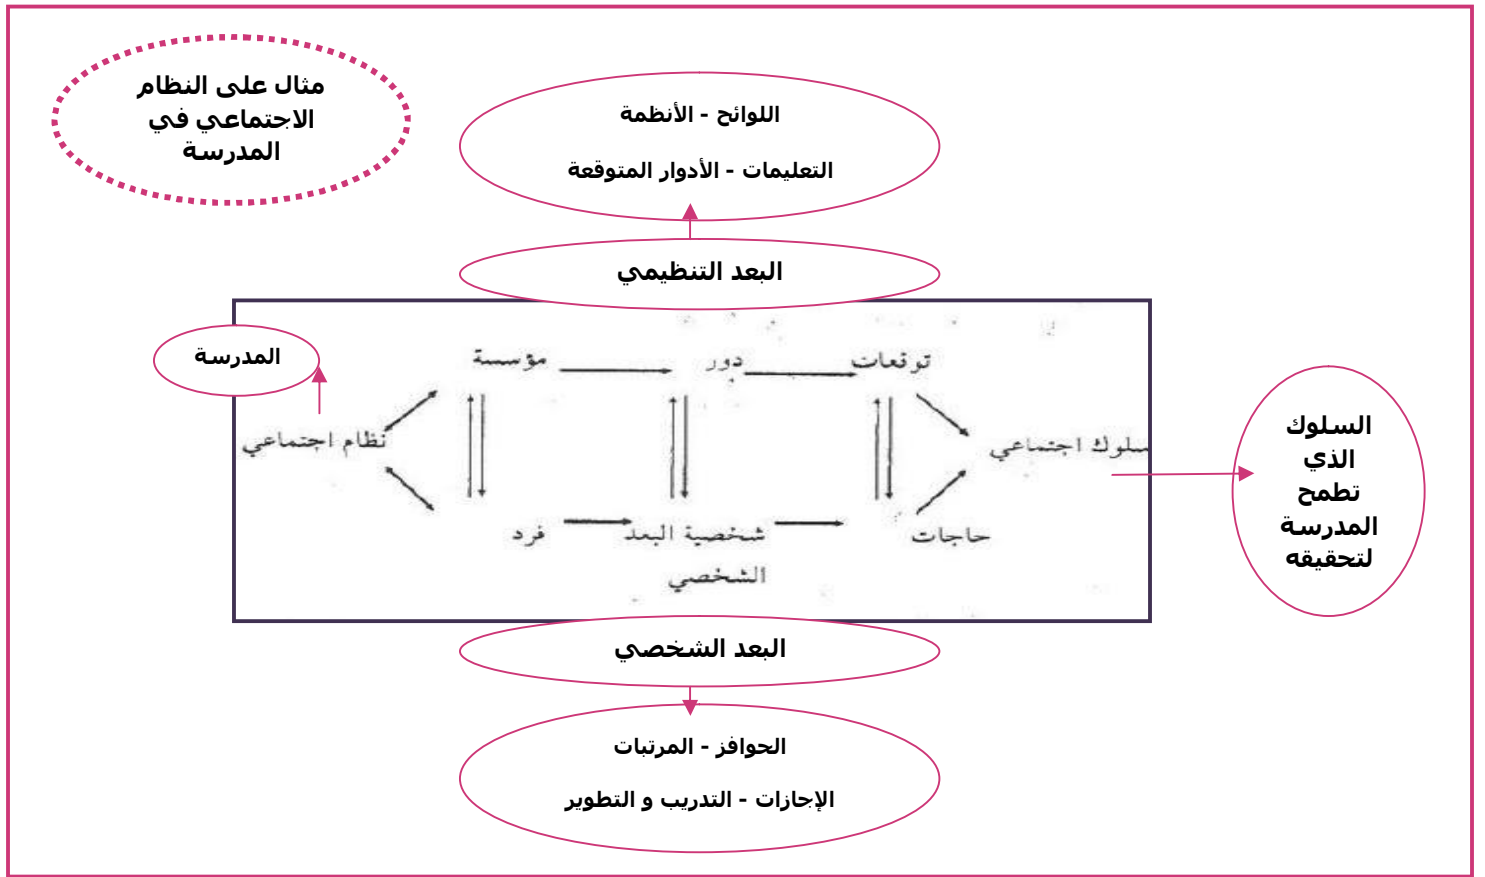 مثال على النظام
الاجتماعي في
المدرسة
اللوائح - الأنظمة
التعليمات - الأدوار المتوقعة
البعد التنظيمي
المدرسة
مؤسسة
دور
توقعات
نظام اجتماعي
سلوك اجتماعي
السلوك
الذي
تطمح
المدرسة
لتحقيقه
فرد
شخصية البعد
الشخصي
حاجات
البعد الشخصي
الحوافز - المرتبات
الإجازات - التدريب و التطوير